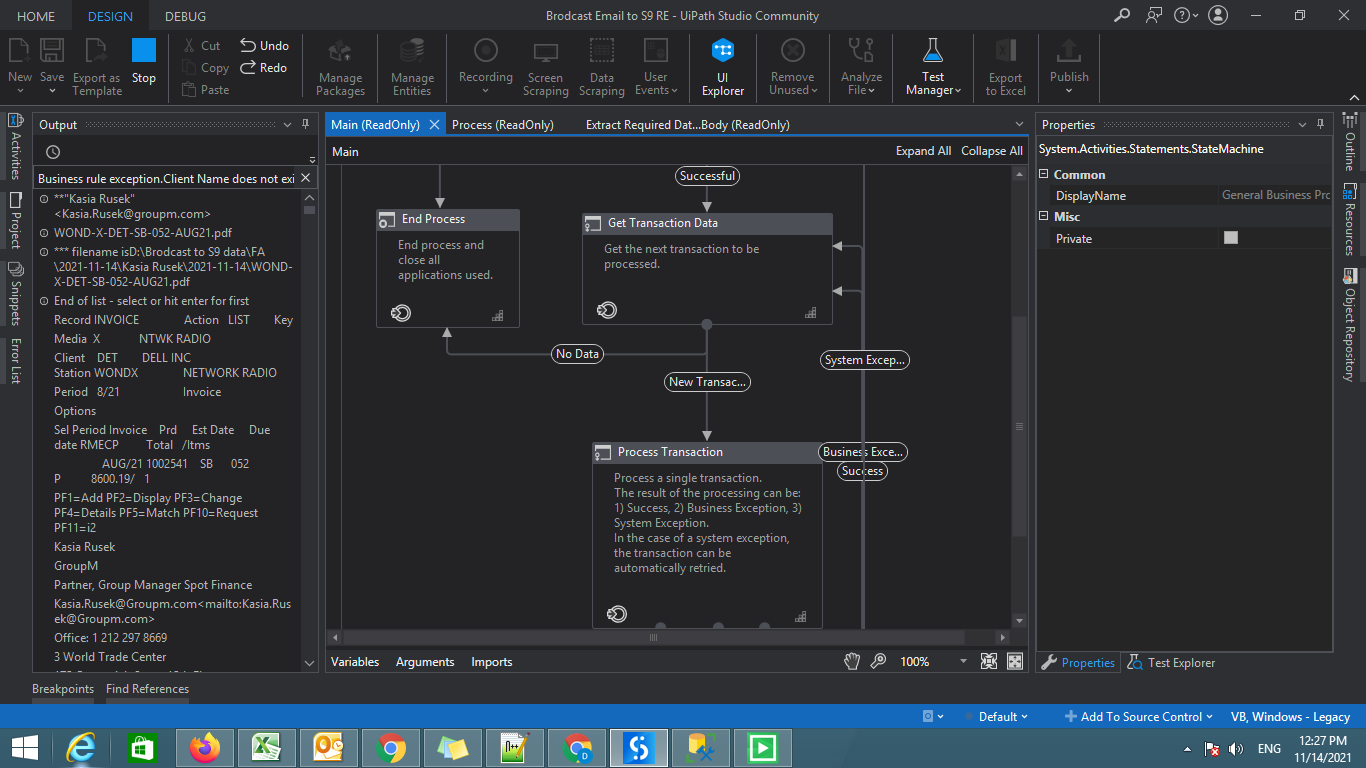 HOME DESIGN DEBUG Brodcast Email to S9 RE - UiPath Studio Community
New Save Export as Template Stop
Cut Undo
Copy Redo
Paste
Manage Packages
Manage Entities
Recording
Screen Scraping
Data Scraping
User Events
UI Explorer
Remove Unused
Analyze File
Test Manager
Export to Excel
Publish
Activities
Project
Snippets
Error List
Output
Business rule exception.Client Name does not exi
**"Kasia Rusek"
<Kasia.Rusek@groupm.com>
WOND-X-DET-SB-052-AUG21.pdf
*** filename isD:\Brodcast to S9 data\FA
\2021-11-14\Kasia Rusek\2021-11-14\WOND-
X-DET-SB-052-AUG21.pdf
End of list - select or hit enter for first
Record INVOICE Action LIST Key
Media X NTWK RADIO
Client DET DELL INC
Station WONDX NETWORK RADIO
Period 8/21 Invoice
Options
Sel Period Invoice Prd Est Date Due
date RMECP Total /Itms
AUG/21 1002541 SB 052
P 8600.19/ 1
PF1=Add PF2=Display PF3=Change
PF4=Details PF5=Match PF10=Request
PF11=i2
Kasia Rusek
GroupM
Partner, Group Manager Spot Finance
Kasia.Rusek@Groupm.com<mailto:Kasia.Rus
ek@Groupm.com>
Office: 1 212 297 8669
3 World Trade Center
Breakpoints Find References
Main (ReadOnly) Process (ReadOnly) Extract Required Dat...Body (ReadOnly)
Main Expand All Collapse All
Successful
End Process
End process and
close all
applications used.
Get Transaction Data
Get the next transaction to be
processed.
No Data
System Excep...
New Transac...
Process Transaction
Business Exce...
Success
Process a single transaction.
The result of the processing can be:
1) Success, 2) Business Exception, 3)
System Exception.
In the case of a system exception,
the transaction can be
automatically retried.
Variables Arguments Imports 100%
Properties
System.Activities.Statements.StateMachine
Common
DisplayName General Business Pro
Misc
Private
Properties Test Explorer
Outline
Resources
Object Repository
Default Add To Source Control VB, Windows - Legacy
ENG 12:27 PM
11/14/2021